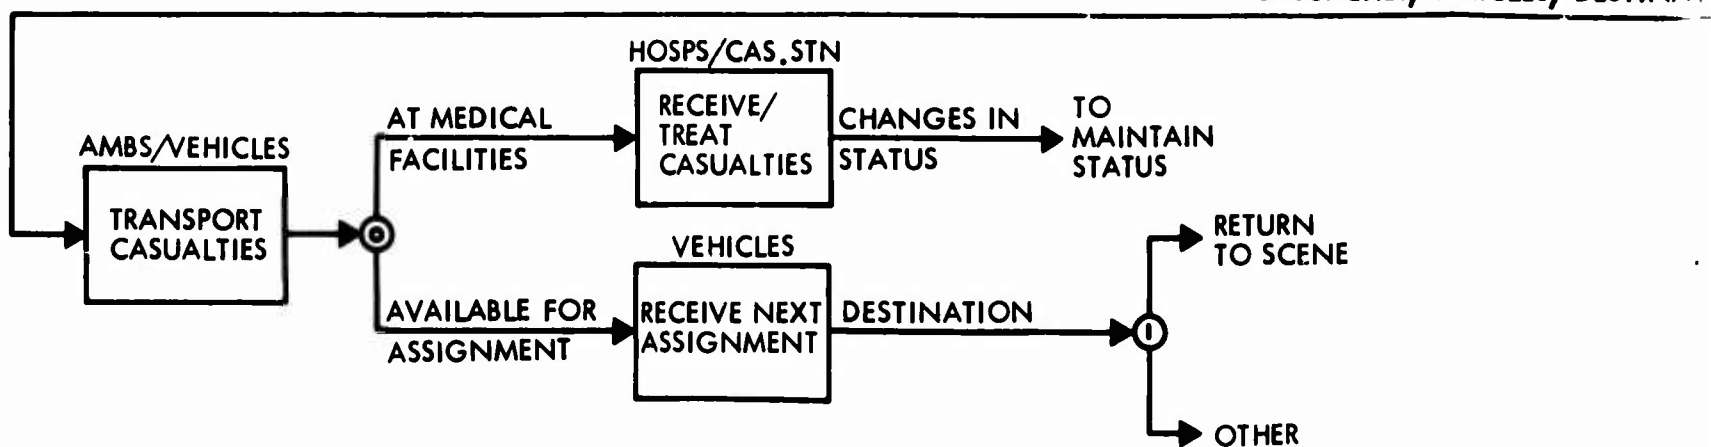 HOSPS/CAS.STN
RECEIVE/
TREAT
CASUALTIES
AT MEDICAL
FACILITIES
CHANGES IN
STATUS
TO
MAINTAIN
STATUS
AMBS/VEHICLES
TRANSPORT
CASUALTIES
VEHICLES
RECEIVE NEXT
ASSIGNMENT
AVAILABLE FOR
ASSIGNMENT
DESTINATION
RETURN
TO SCENE
OTHER